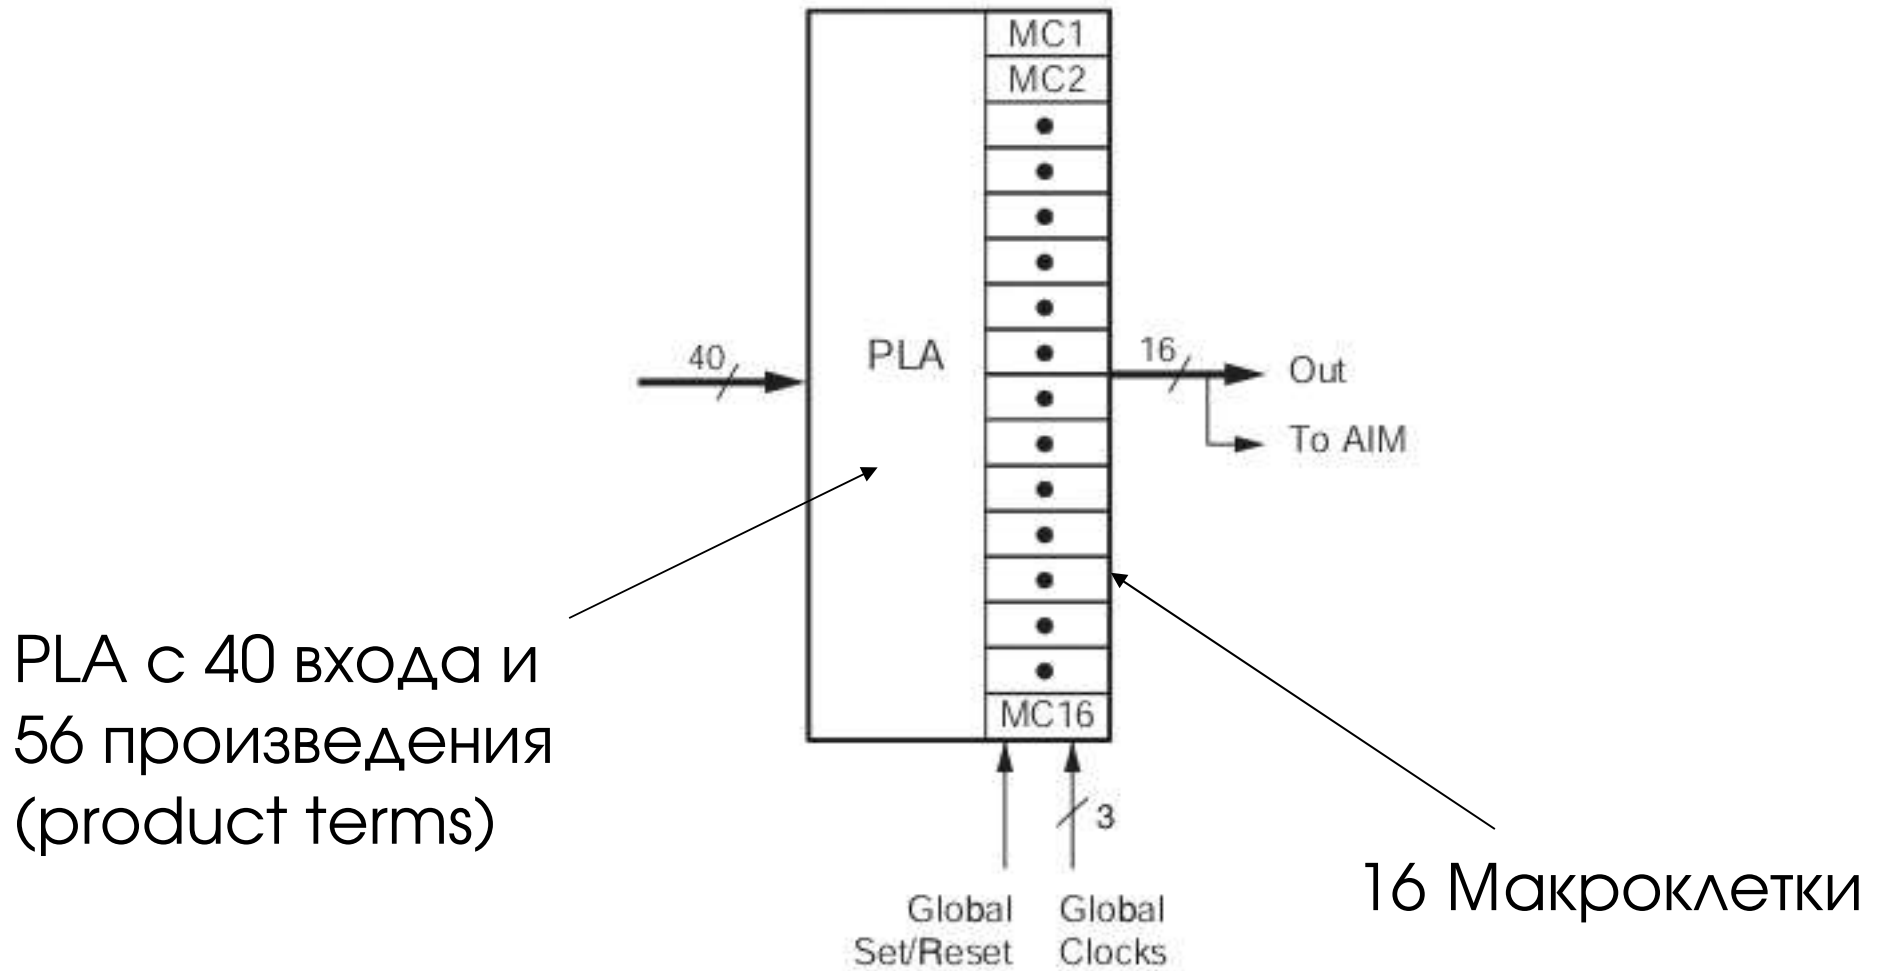 MC1
MC2
40
PLA
16
Out
To AIM
PLA с 40 входа и
56 произведения
(product terms)
MC16
3
Global
Set/Reset
Global
Clocks
16 Макроклетки